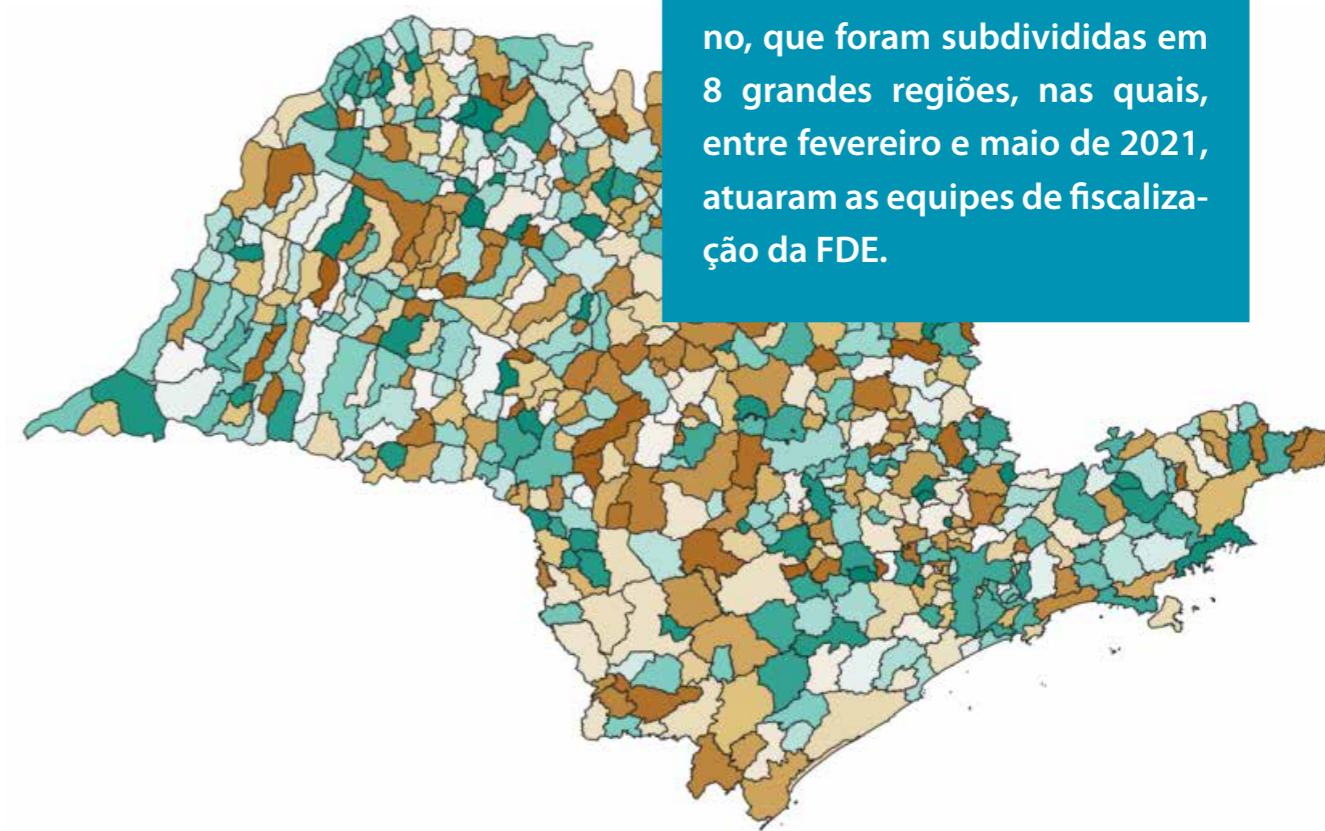 no, que foram subdivididas em
8 grandes regiões, nas quais,
entre fevereiro e maio de 2021,
atuaram as equipes de fiscaliza-
ção da FDE.